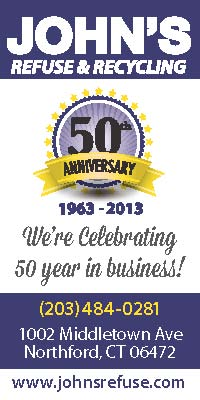 JOHN'S
REFUSE & RECYCLING
50th
ANNIVERSARY
1963 - 2013
We're Celebrating
50 year in business!
(203) 484-0281
1002 Middletown Ave
Northford, CT 06472
www.johnsrefuse.com